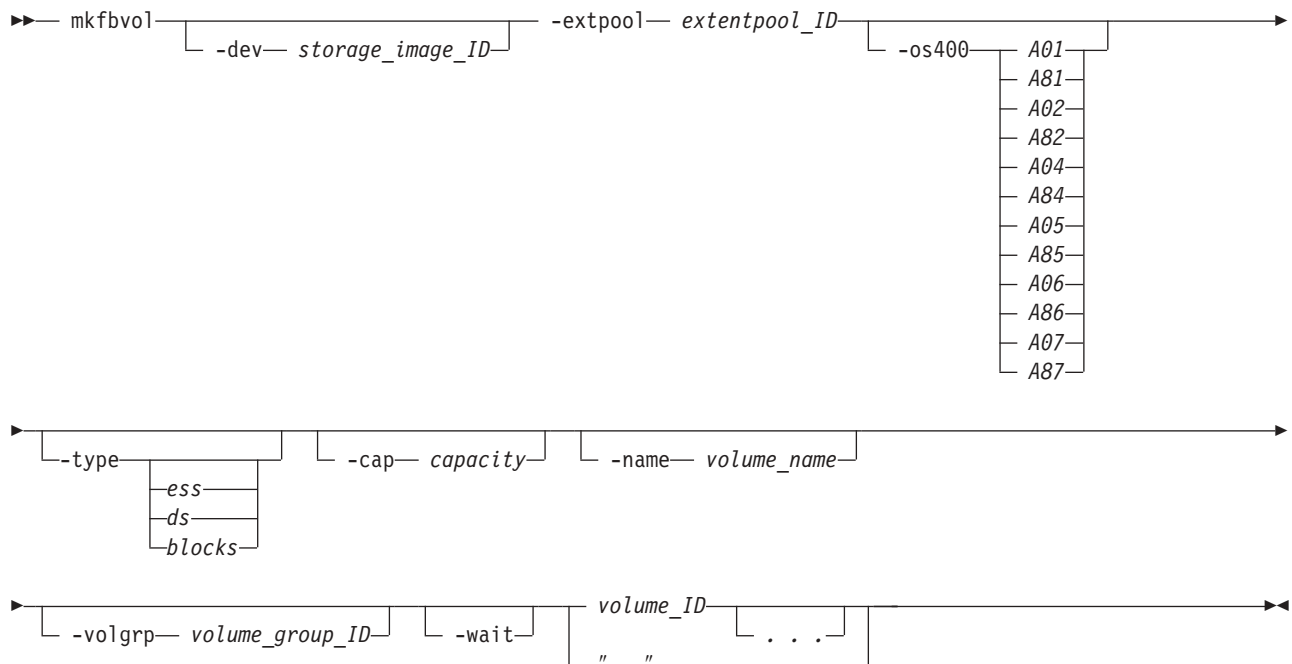 mkfbvol -extpool extentpool_ID
-dev storage_image_ID -os400 A01
A81
A02
A82
A04
A84
A05
A85
A06
A86
A07
A87
-type -cap capacity -name volume_name
ess
ds
blocks
volume_ID
-volgrp volume_group_ID -wait . . .
" "